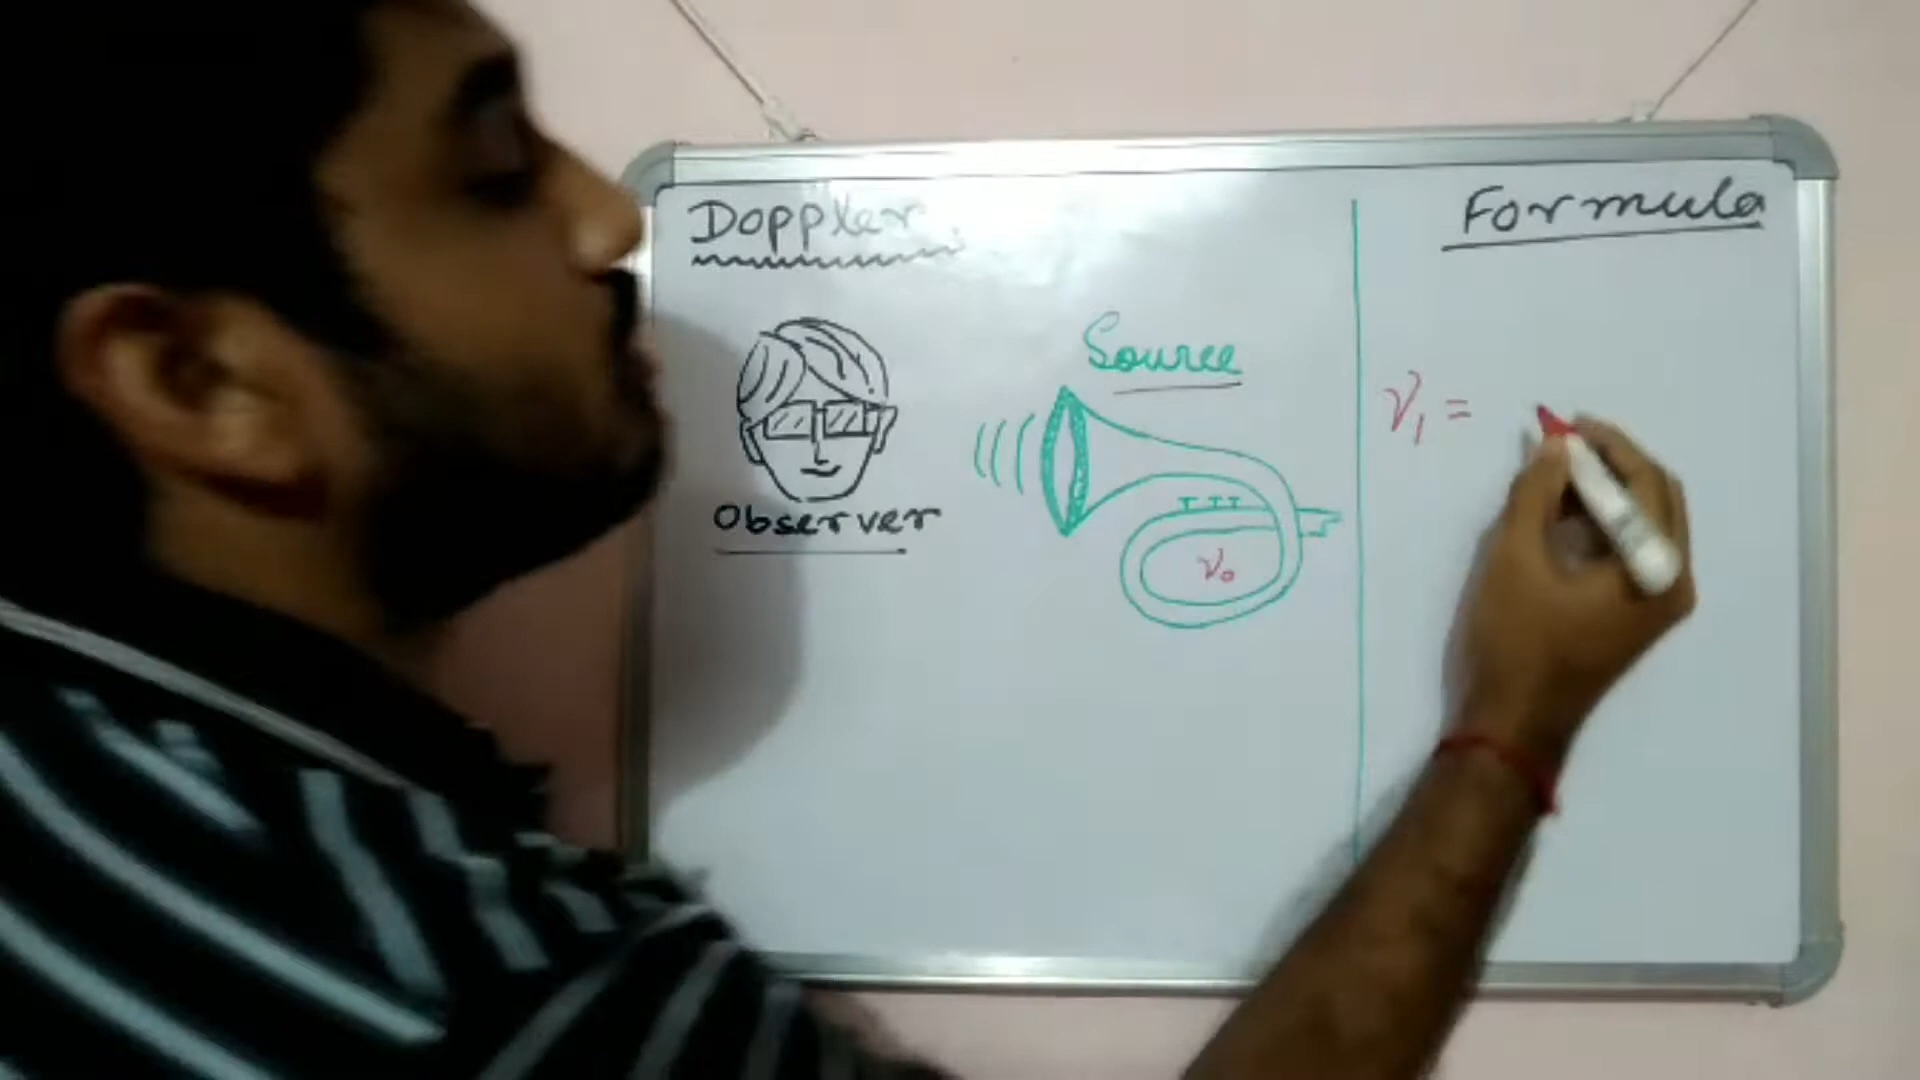 Doppler
Formula
Source
ν₁ =
Observer
ν₀